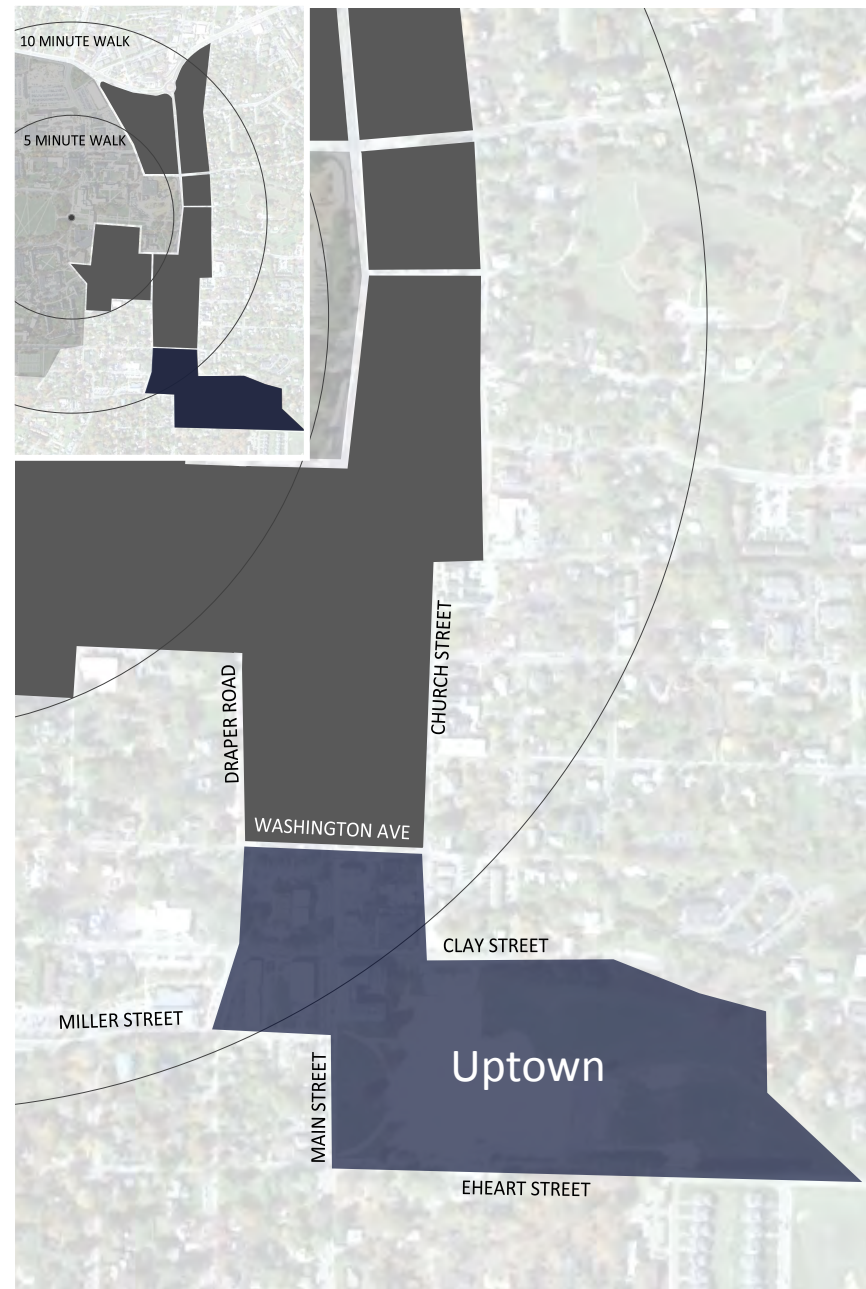 10 MINUTE WALK
5 MINUTE WALK
CHURCH STREET
DRAPER ROAD
WASHINGTON AVE
CLAY STREET
MILLER STREET
Uptown
MAIN STREET
EHEART STREET